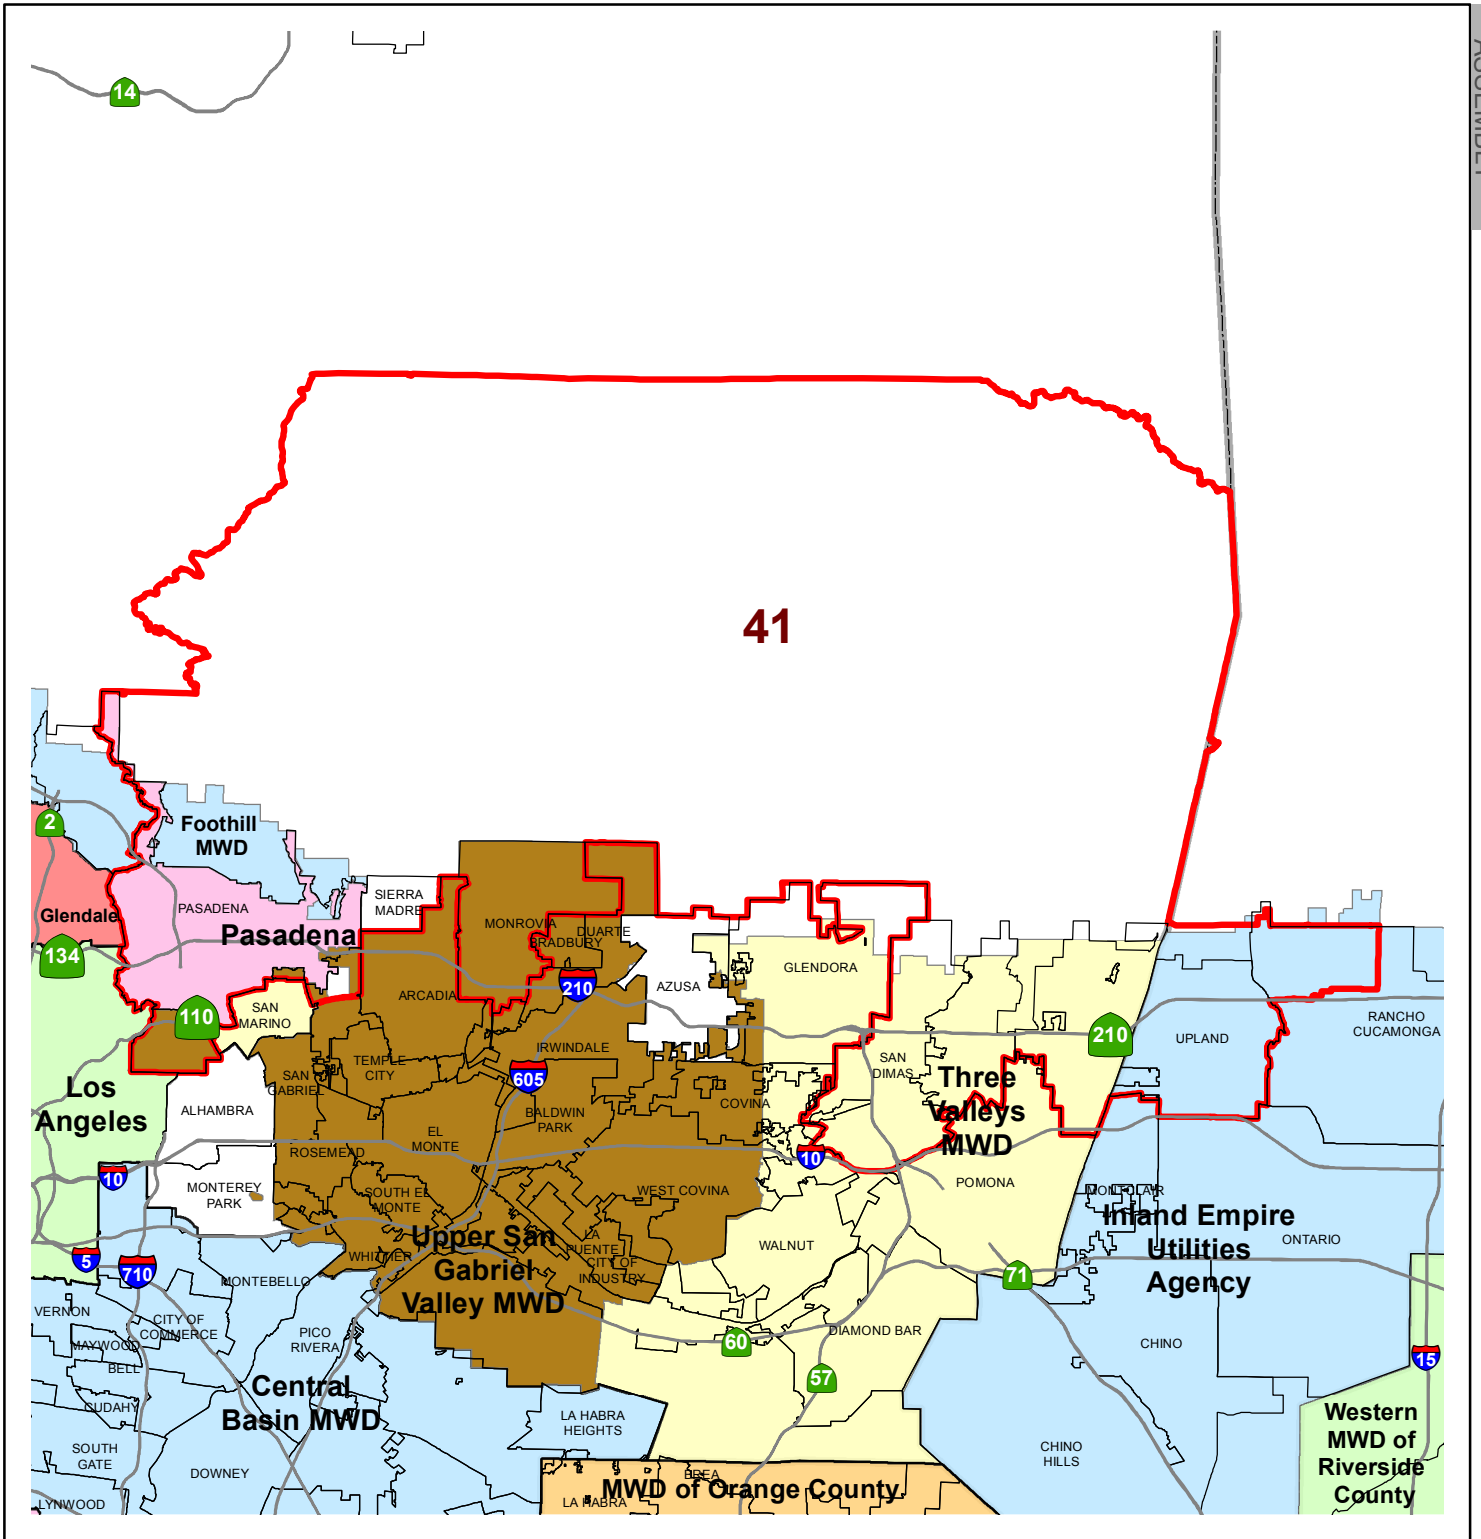 ASSEMBLY
14
41
2
Foothill
MWD
Glendale
PASADENA
SIERRA
MADRE
Pasadena
MONROVIA
BRADBURY
DUARTE
134
GLENDORA
210
AZUSA
ARCADIA
110
SAN
MARINO
210
UPLAND
RANCHO
CUCAMONGA
IRWINDALE
TEMPLE
CITY
SAN
GABRIEL
605
SAN
DIMAS
Three
Valleys
MWD
Los
Angeles
ALHAMBRA
COVINA
BALDWIN
PARK
EL
MONTE
ROSEMEAD
10
10
MONTEREY
PARK
SOUTH EL
MONTE
WEST COVINA
POMONA
MONTCLAIR
Inland Empire
Utilities
Agency
ONTARIO
WALNUT
LA
PUENTE
CITY OF
INDUSTRY
WHITTIER
Upper San
Gabriel
Valley MWD
5
710
MONTEBELLO
71
VERNON
CITY OF
COMMERCE
MAYWOOD
BELL
PICO
RIVERA
60
DIAMOND BAR
CHINO
15
57
Central
Basin MWD
CUDAHY
LA HABRA
HEIGHTS
Western
MWD of
Riverside
County
SOUTH
GATE
DOWNEY
CHINO
HILLS
BREA
MWD of Orange County
LA HABRA
LYNWOOD